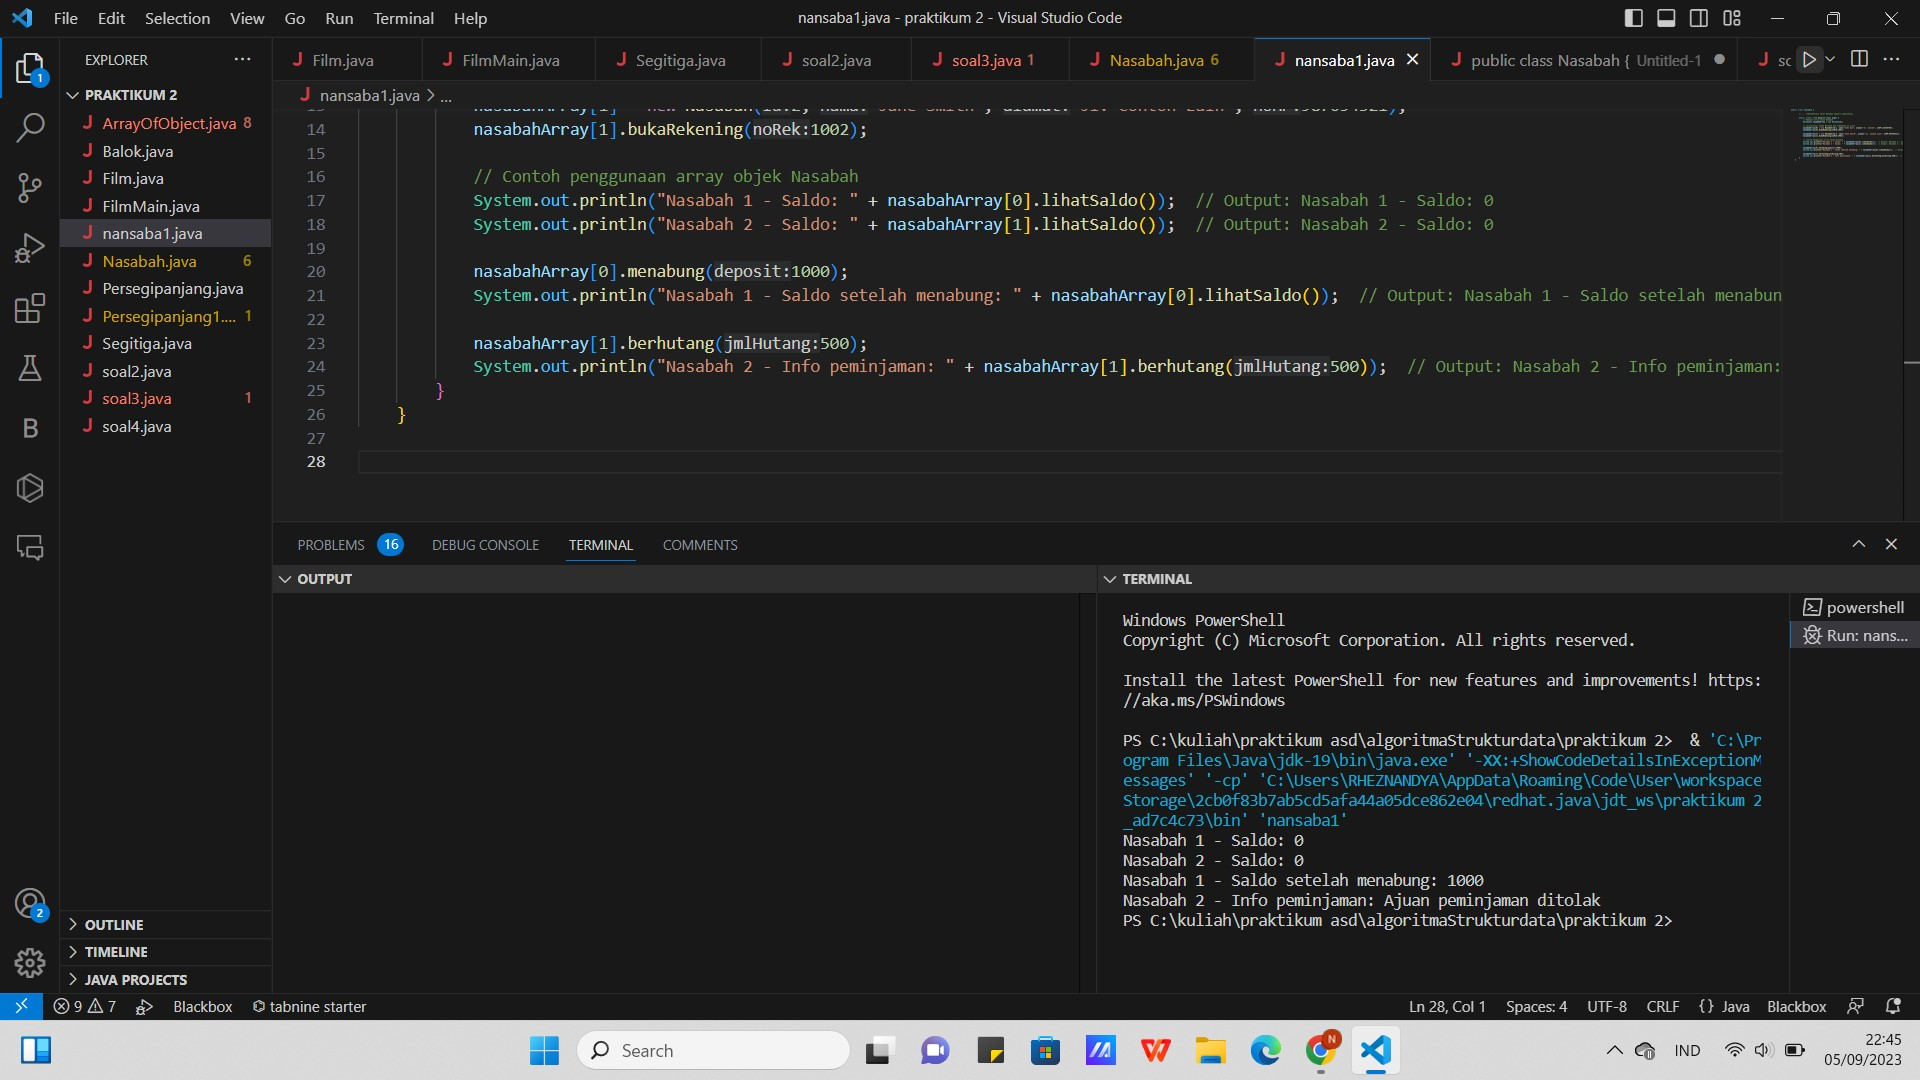 File Edit Selection View Go Run Terminal Help
nansaba1.java - praktikum 2 - Visual Studio Code
EXPLORER
Film.java
FilmMain.java
Segitiga.java
soal2.java
soal3.java 1
Nasabah.java 6
nansaba1.java
public class Nasabah { Untitled-1
PRAKTIKUM 2
ArrayOfObject.java 8
Balok.java
Film.java
FilmMain.java
nansaba1.java
Nasabah.java 6
Persegipanjang.java
Persegipanjang1.... 1
Segitiga.java
soal2.java
soal3.java 1
soal4.java
OUTLINE
TIMELINE
JAVA PROJECTS
nansaba1.java > ...
14 nasabahArray[1].bukaRekening(noRek:1002);
15
16 // Contoh penggunaan array objek Nasabah
17 System.out.println("Nasabah 1 - Saldo: " + nasabahArray[0].lihatSaldo()); // Output: Nasabah 1 - Saldo: 0
18 System.out.println("Nasabah 2 - Saldo: " + nasabahArray[1].lihatSaldo()); // Output: Nasabah 2 - Saldo: 0
19
20 nasabahArray[0].menabung(deposit:1000);
21 System.out.println("Nasabah 1 - Saldo setelah menabung: " + nasabahArray[0].lihatSaldo()); // Output: Nasabah 1 - Saldo setelah menabun
22
23 nasabahArray[1].berhutang(jmlHutang:500);
24 System.out.println("Nasabah 2 - Info peminjaman: " + nasabahArray[1].berhutang(jmlHutang:500)); // Output: Nasabah 2 - Info peminjaman:
25 }
26 }
27
28
PROBLEMS 16 DEBUG CONSOLE TERMINAL COMMENTS
OUTPUT
TERMINAL
Windows PowerShell
Copyright (C) Microsoft Corporation. All rights reserved.
Install the latest PowerShell for new features and improvements! https:
//aka.ms/PSWindows
PS C:\kuliah\praktikum asd\algoritmaStrukturdata\praktikum 2> & 'C:\Pr
ogram Files\Java\jdk-19\bin\java.exe' '-XX:+ShowCodeDetailsInExceptionM
essages' '-cp' 'C:\Users\RHEZNANDYA\AppData\Roaming\Code\User\workspace
Storage\2cb0f83b7ab5cd5afa44a05dce862e04\redhat.java\jdt_ws\praktikum 2
_ad7c4c73\bin' 'nansaba1'
Nasabah 1 - Saldo: 0
Nasabah 2 - Saldo: 0
Nasabah 1 - Saldo setelah menabung: 1000
Nasabah 2 - Info peminjaman: Ajuan peminjaman ditolak
PS C:\kuliah\praktikum asd\algoritmaStrukturdata\praktikum 2>
powershell
Run: nans...
9 7 Blackbox tabnine starter
Ln 28, Col 1 Spaces: 4 UTF-8 CRLF {} Java Blackbox
Search
IND
22:45
05/09/2023